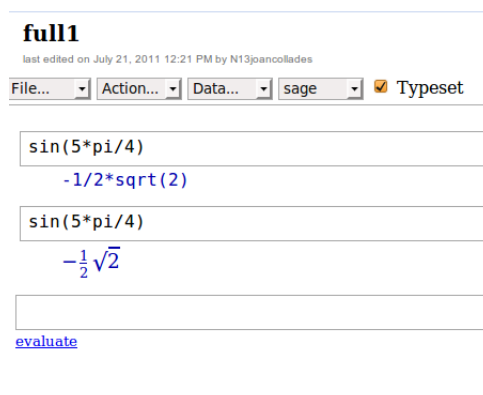 full1
last edited on July 21, 2011 12:21 PM by N13joancollades
File... Action... Data... sage Typeset
sin(5*pi/4)
-1/2*sqrt(2)
sin(5*pi/4)
−½√2
evaluate